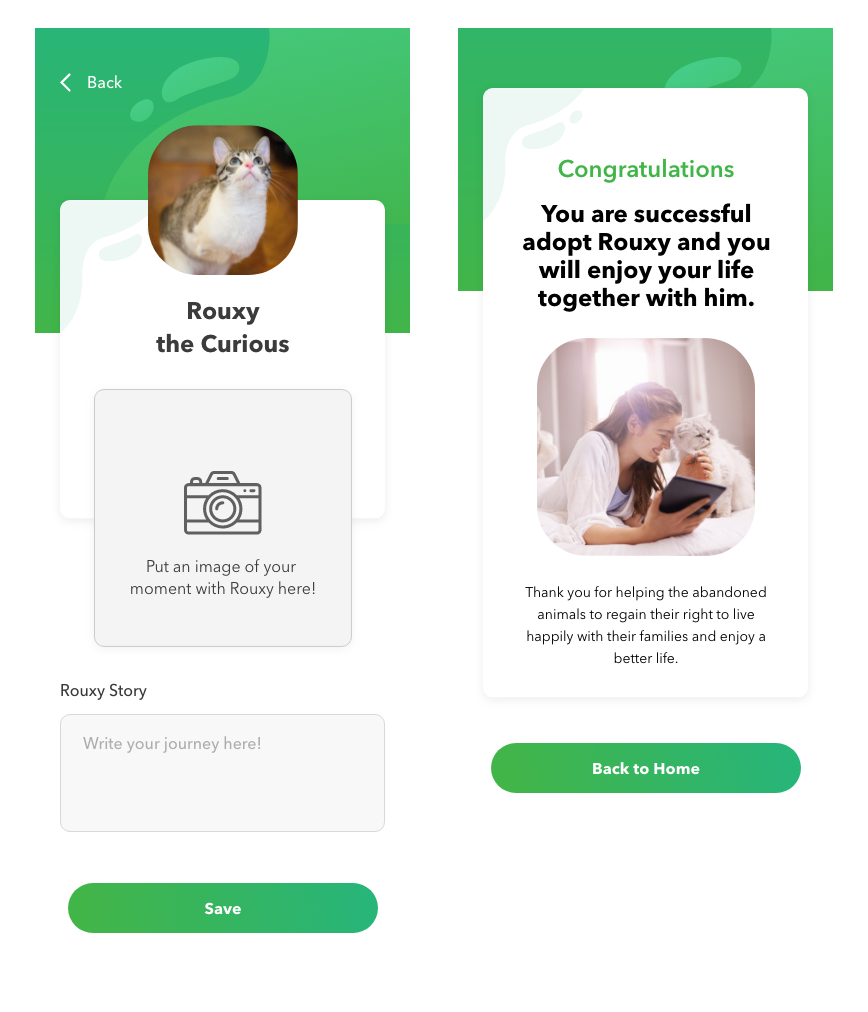 Back
Rouxy
the Curious
Put an image of your
moment with Rouxy here!
Rouxy Story
Write your journey here!
Save
Congratulations
You are successful
adopt Rouxy and you
will enjoy your life
together with him.
Thank you for helping the abandoned
animals to regain their right to live
happily with their families and enjoy a
better life.
Back to Home